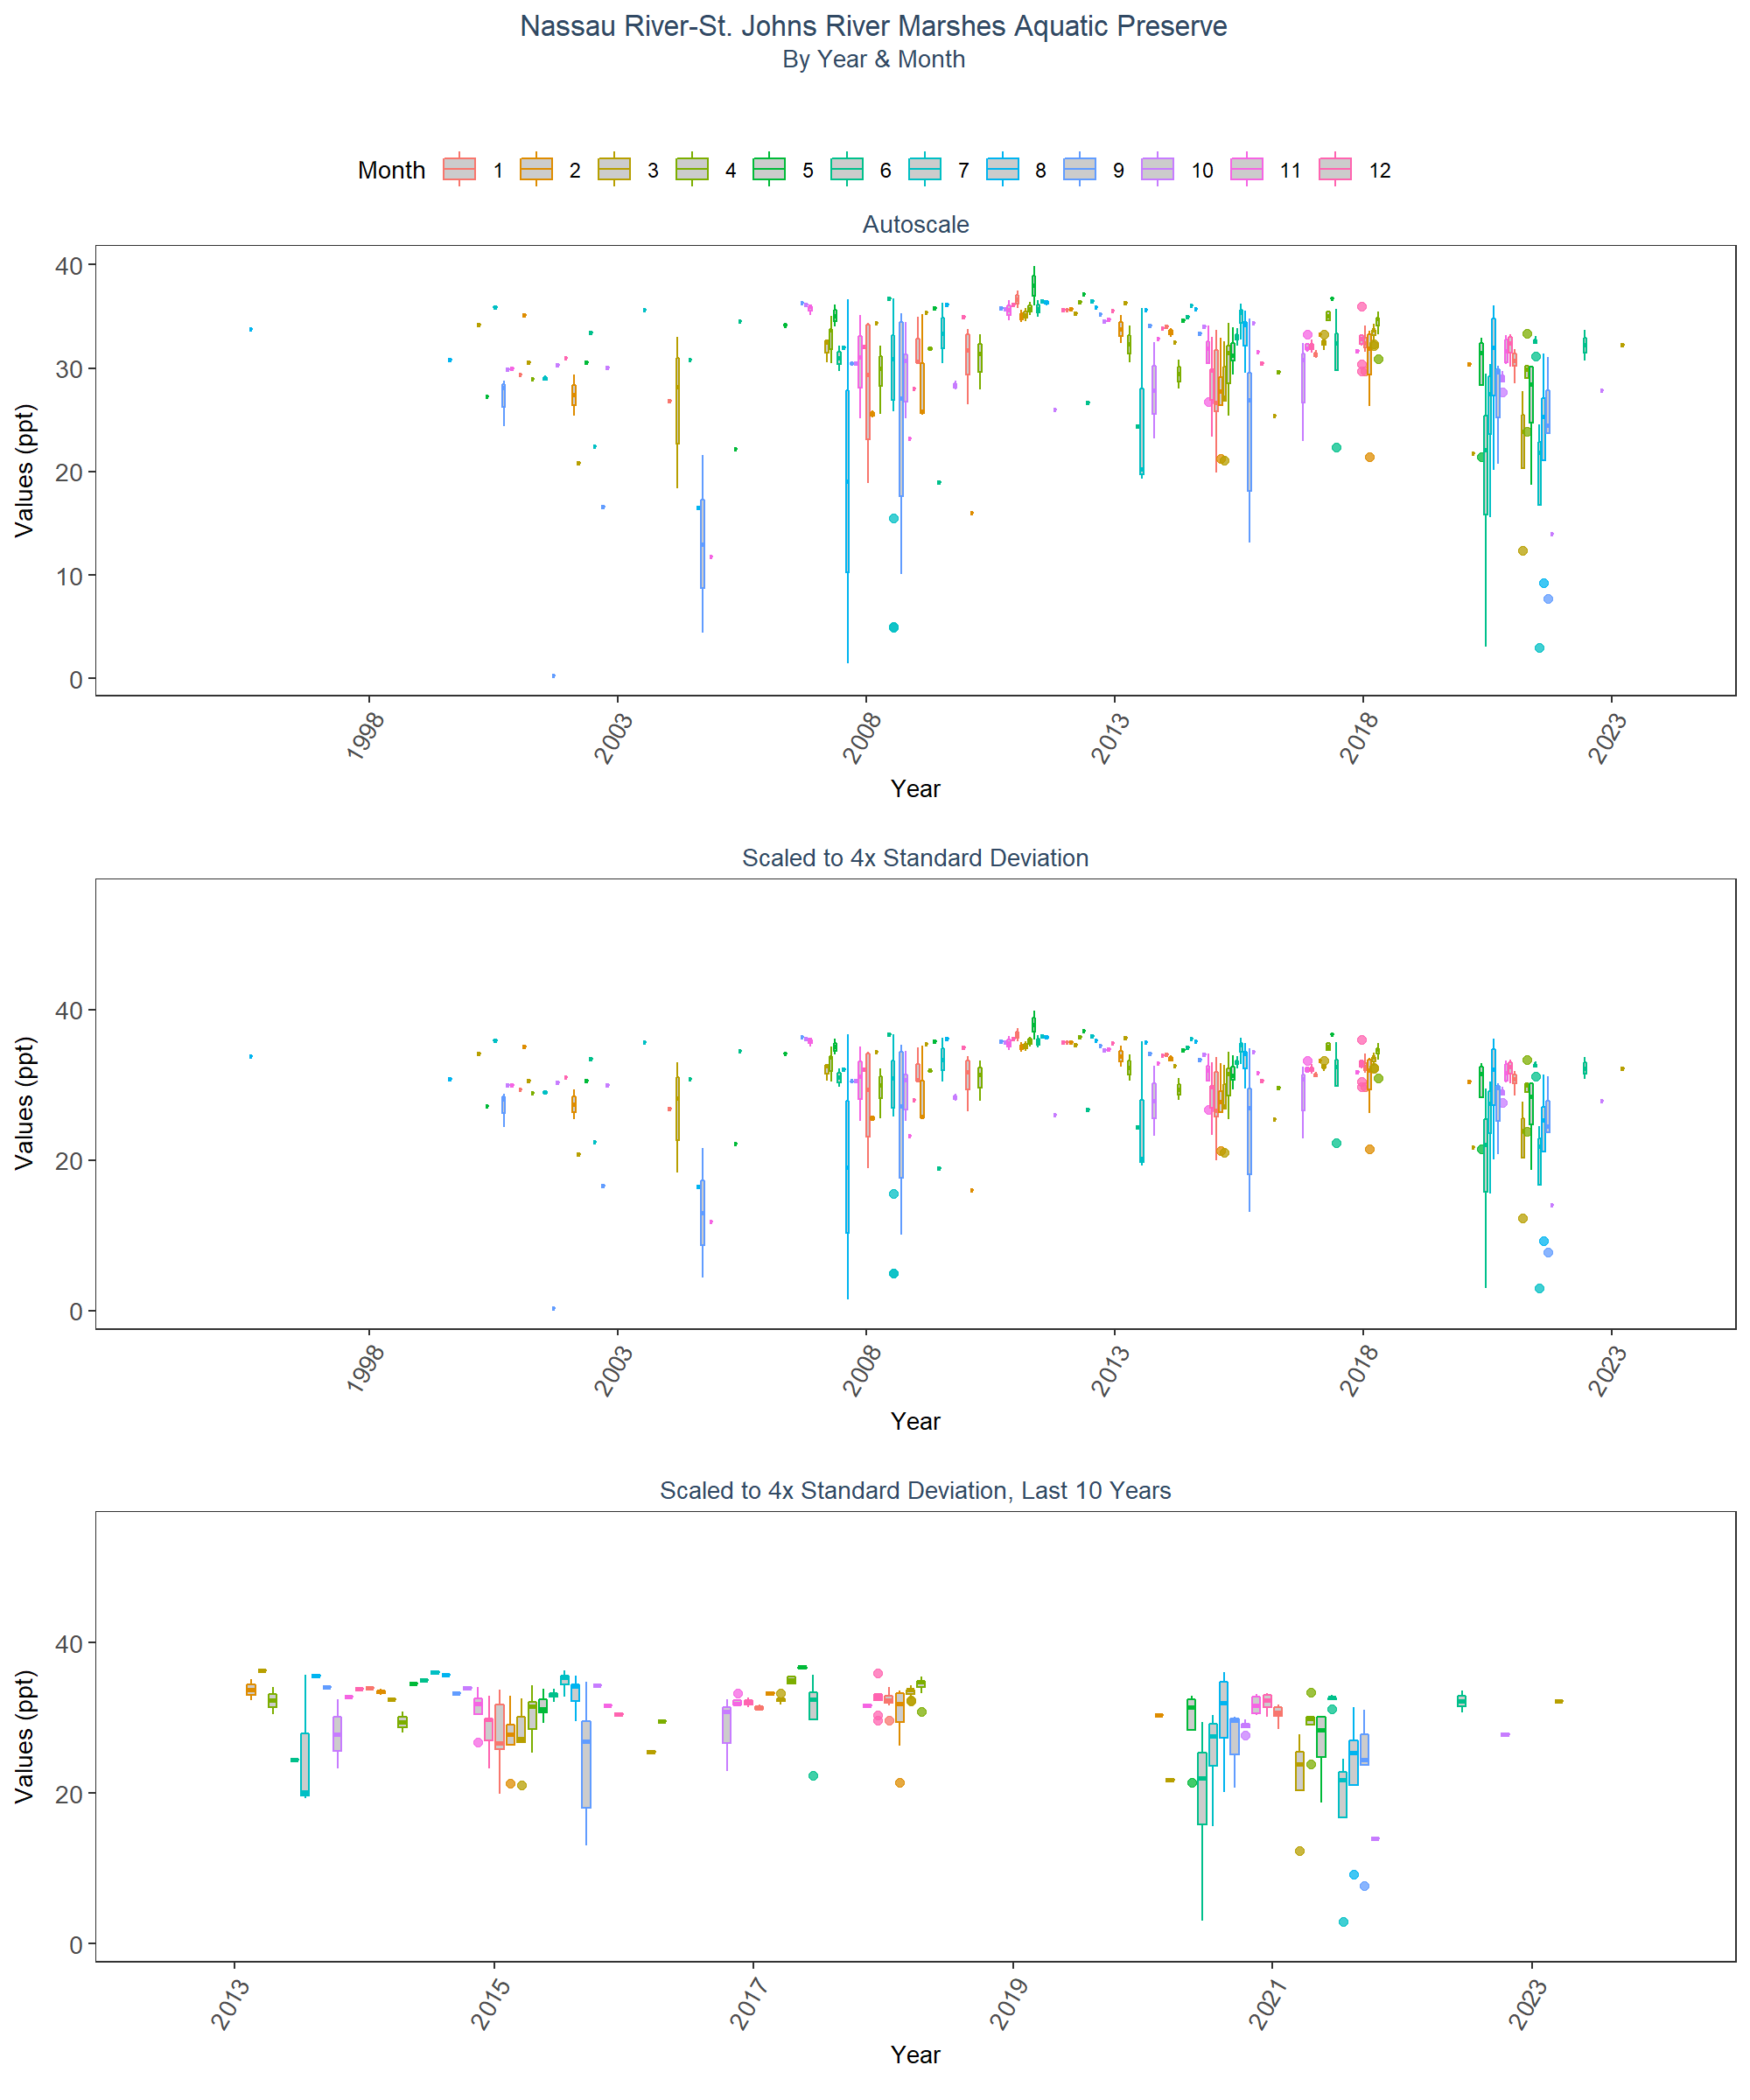 Nassau River-St. Johns River Marshes Aquatic Preserve
By Year & Month
Month 1 2 3 4 5 6 7 8 9 10 11 12
Autoscale
Values (ppt)
40
30
20
10
0
1998 2003 2008 2013 2018 2023
Year
Scaled to 4x Standard Deviation
Values (ppt)
40
20
0
1998 2003 2008 2013 2018 2023
Year
Scaled to 4x Standard Deviation, Last 10 Years
Values (ppt)
40
20
0
2013 2015 2017 2019 2021 2023
Year